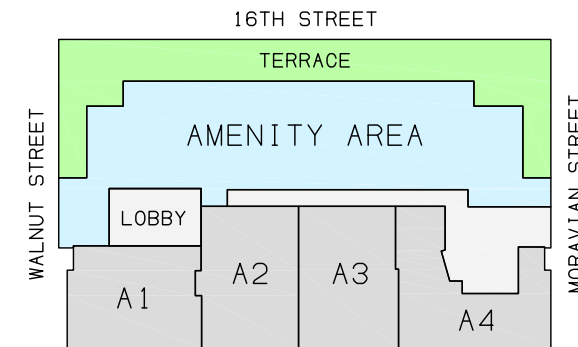 16TH STREET
TERRACE
WALNUT STREET
AMENITY AREA
MORAVIAN STREET
LOBBY
A1
A2
A3
A4